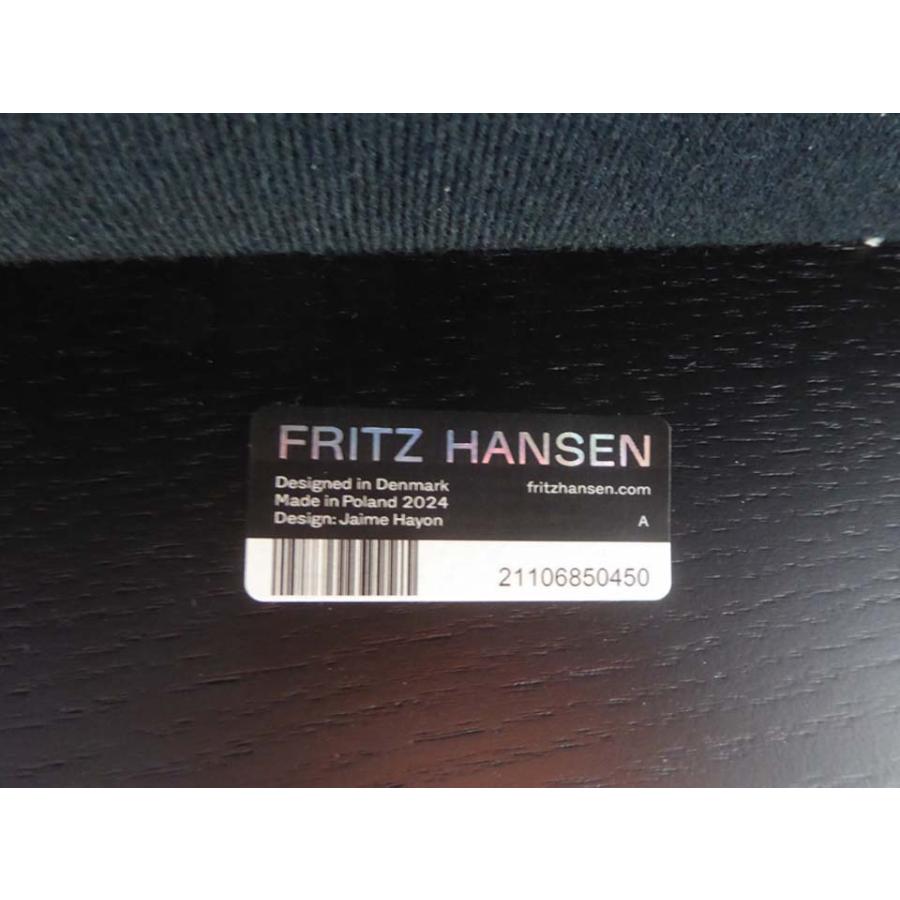 FRITZ HANSEN
Designed in Denmark
Made in Poland 2024
Design: Jaime Hayon
fritzhansen.com
A
21106850450